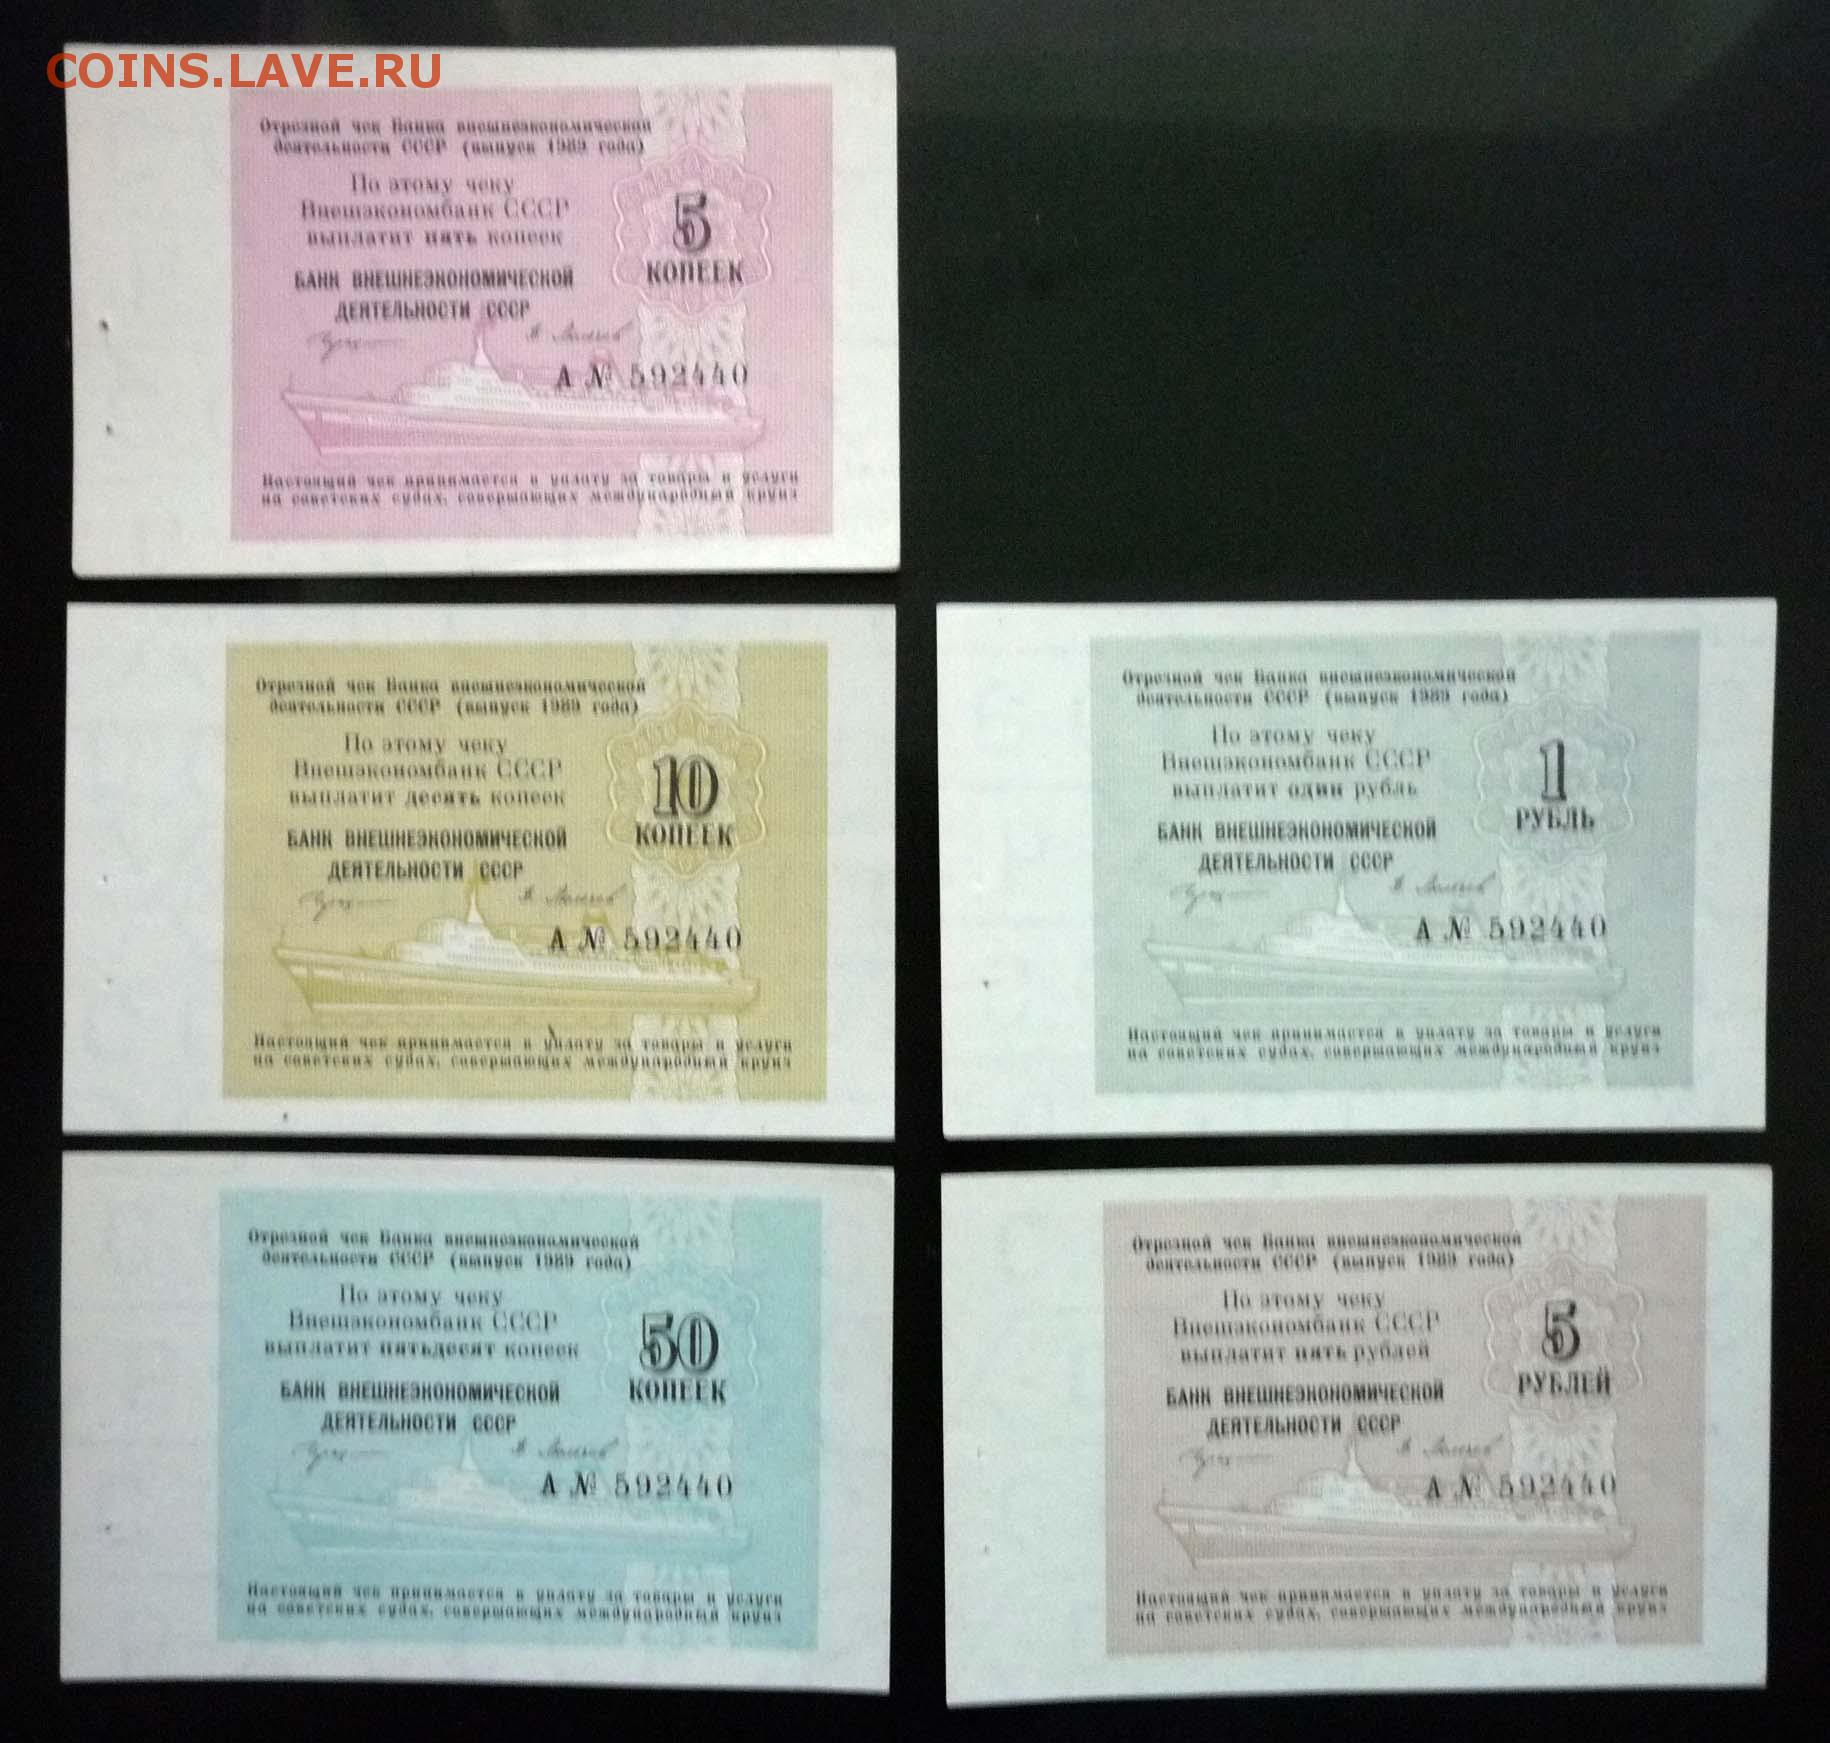 COINS.LAVE.RU
Отрезной чек Банка внешнеэкономической
деятельности СССР (выпуск 1989 года)
По этому чеку
Внешэкономбанк СССР
выплатит пять копеек
5
КОПЕЕК
БАНК ВНЕШНЕЭКОНОМИЧЕСКОЙ
ДЕЯТЕЛЬНОСТИ СССР
А № 592440
Настоящий чек принимается в уплату за товары и услуги
на советских судах, совершающих международный круиз
Отрезной чек Банка внешнеэкономической
деятельности СССР (выпуск 1989 года)
По этому чеку
Внешэкономбанк СССР
выплатит десять копеек
10
КОПЕЕК
БАНК ВНЕШНЕЭКОНОМИЧЕСКОЙ
ДЕЯТЕЛЬНОСТИ СССР
А № 592440
Настоящий чек принимается в уплату за товары и услуги
на советских судах, совершающих международный круиз
Отрезной чек Банка внешнеэкономической
деятельности СССР (выпуск 1989 года)
По этому чеку
Внешэкономбанк СССР
выплатит один рубль
1
РУБЛЬ
БАНК ВНЕШНЕЭКОНОМИЧЕСКОЙ
ДЕЯТЕЛЬНОСТИ СССР
А № 592440
Настоящий чек принимается в уплату за товары и услуги
на советских судах, совершающих международный круиз
Отрезной чек Банка внешнеэкономической
деятельности СССР (выпуск 1989 года)
По этому чеку
Внешэкономбанк СССР
выплатит пятьдесят копеек
50
КОПЕЕК
БАНК ВНЕШНЕЭКОНОМИЧЕСКОЙ
ДЕЯТЕЛЬНОСТИ СССР
А № 592440
Настоящий чек принимается в уплату за товары и услуги
на советских судах, совершающих международный круиз
Отрезной чек Банка внешнеэкономической
деятельности СССР (выпуск 1989 года)
По этому чеку
Внешэкономбанк СССР
выплатит пять рублей
5
РУБЛЕЙ
БАНК ВНЕШНЕЭКОНОМИЧЕСКОЙ
ДЕЯТЕЛЬНОСТИ СССР
А № 592440
Настоящий чек принимается в уплату за товары и услуги
на советских судах, совершающих международный круиз